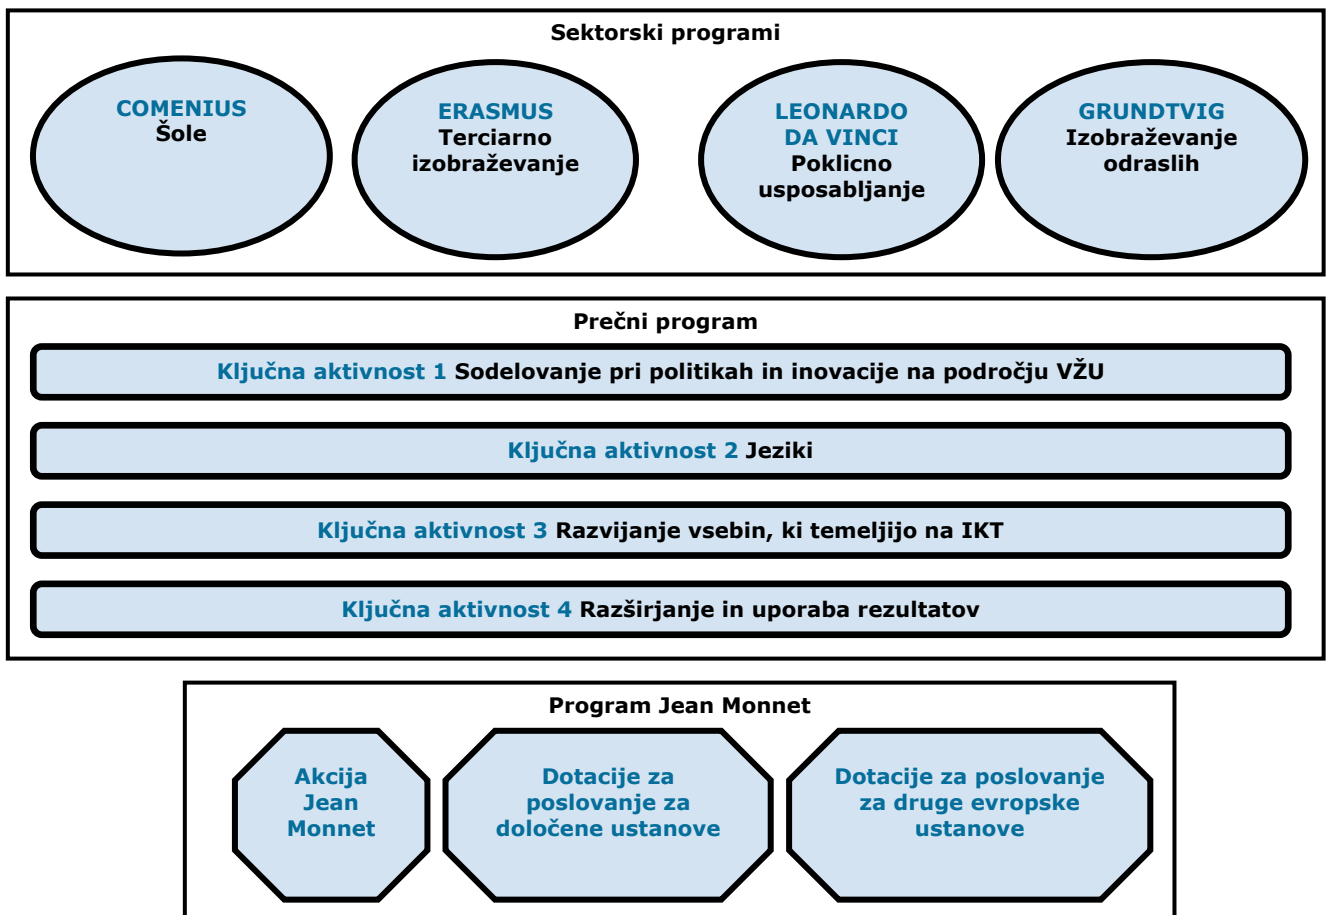 Sektorski programi
COMENIUS
Šole
ERASMUS
Terciarno
izobraževanje
LEONARDO
DA VINCI
Poklicno
usposabljanje
GRUNDTVIG
Izobraževanje
odraslih
Prečni program
Ključna aktivnost 1 Sodelovanje pri politikah in inovacije na področju VŽU
Ključna aktivnost 2 Jeziki
Ključna aktivnost 3 Razvijanje vsebin, ki temeljijo na IKT
Ključna aktivnost 4 Razširjanje in uporaba rezultatov
Program Jean Monnet
Akcija
Jean
Monnet
Dotacije za
poslovanje za
določene ustanove
Dotacije za poslovanje
za druge evropske
ustanove